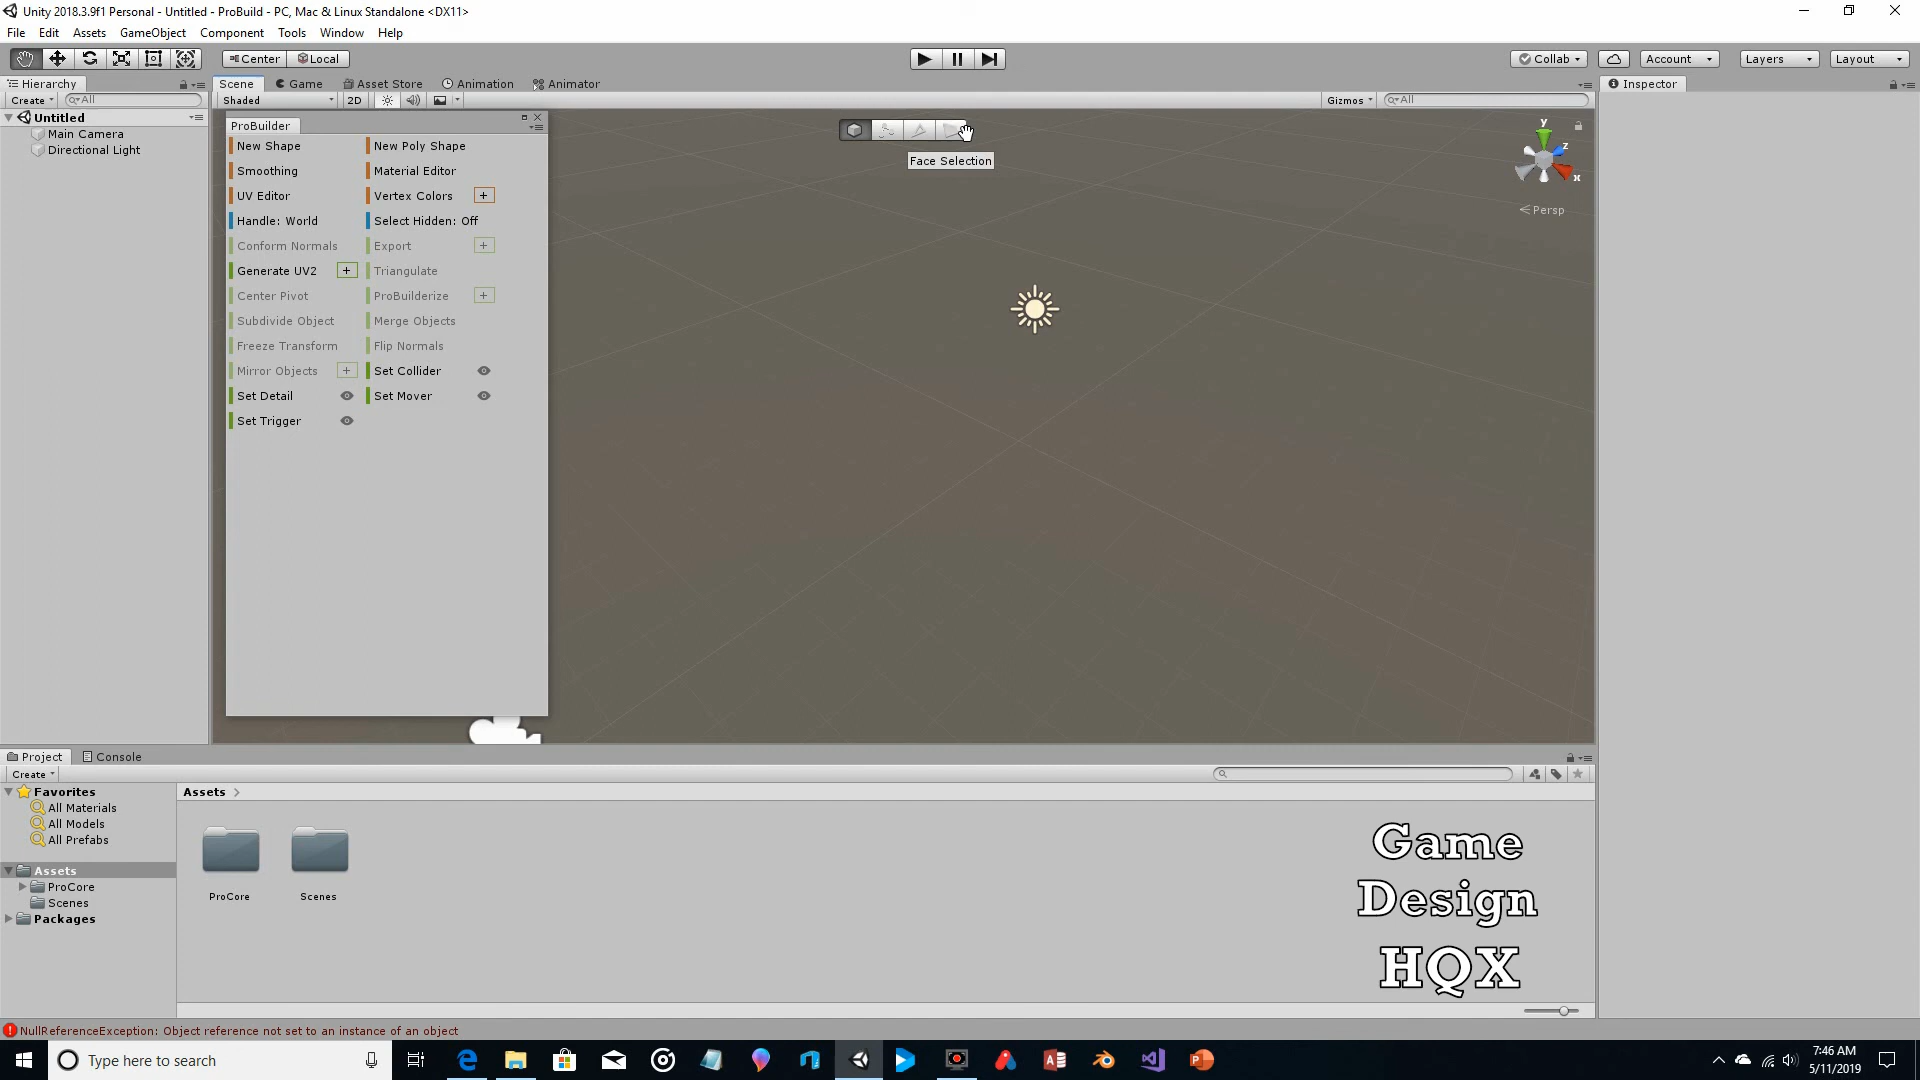 Unity 2018.3.9f1 Personal - Untitled - ProBuild - PC, Mac & Linux Standalone <DX11>
File Edit Assets GameObject Component Tools Window Help
Center Local Collab Account Layers Layout
Hierarchy Scene Game Asset Store Animation Animator Inspector
Create All Shaded 2D Gizmos All
Untitled
Main Camera
Directional Light
ProBuilder
New Shape New Poly Shape
Smoothing Material Editor
UV Editor Vertex Colors +
Handle: World Select Hidden: Off
Conform Normals Export +
Generate UV2 + Triangulate
Center Pivot ProBuilderize +
Subdivide Object Merge Objects
Freeze Transform Flip Normals
Mirror Objects + Set Collider
Set Detail Set Mover
Set Trigger
Face Selection
y
z
x
Persp
Project Console
Create
Favorites
All Materials
All Models
All Prefabs
Assets
ProCore
Scenes
Packages
Assets
ProCore Scenes
Game
Design
HQX
NullReferenceException: Object reference not set to an instance of an object
Type here to search
7:46 AM
5/11/2019